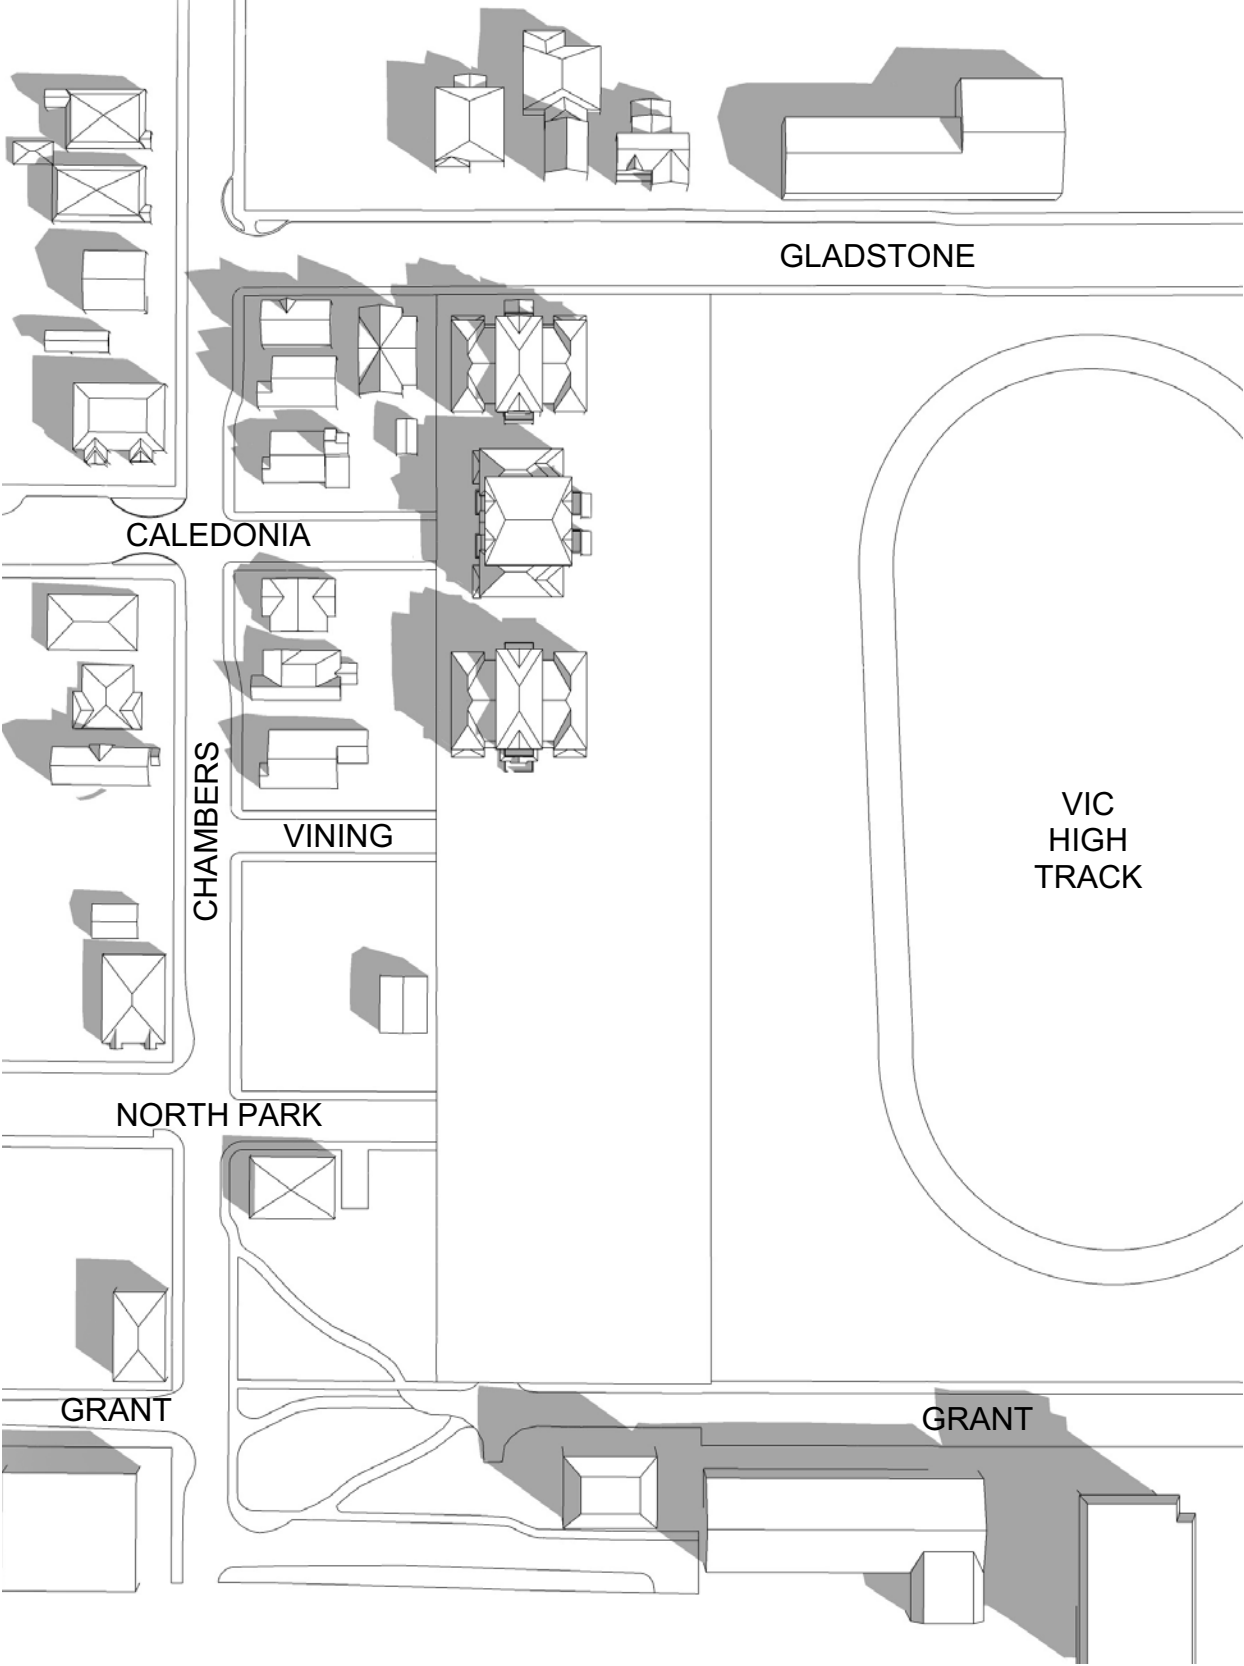 GLADSTONE
CALEDONIA
CHAMBERS
VINING
VIC
HIGH
TRACK
NORTH PARK
GRANT
GRANT